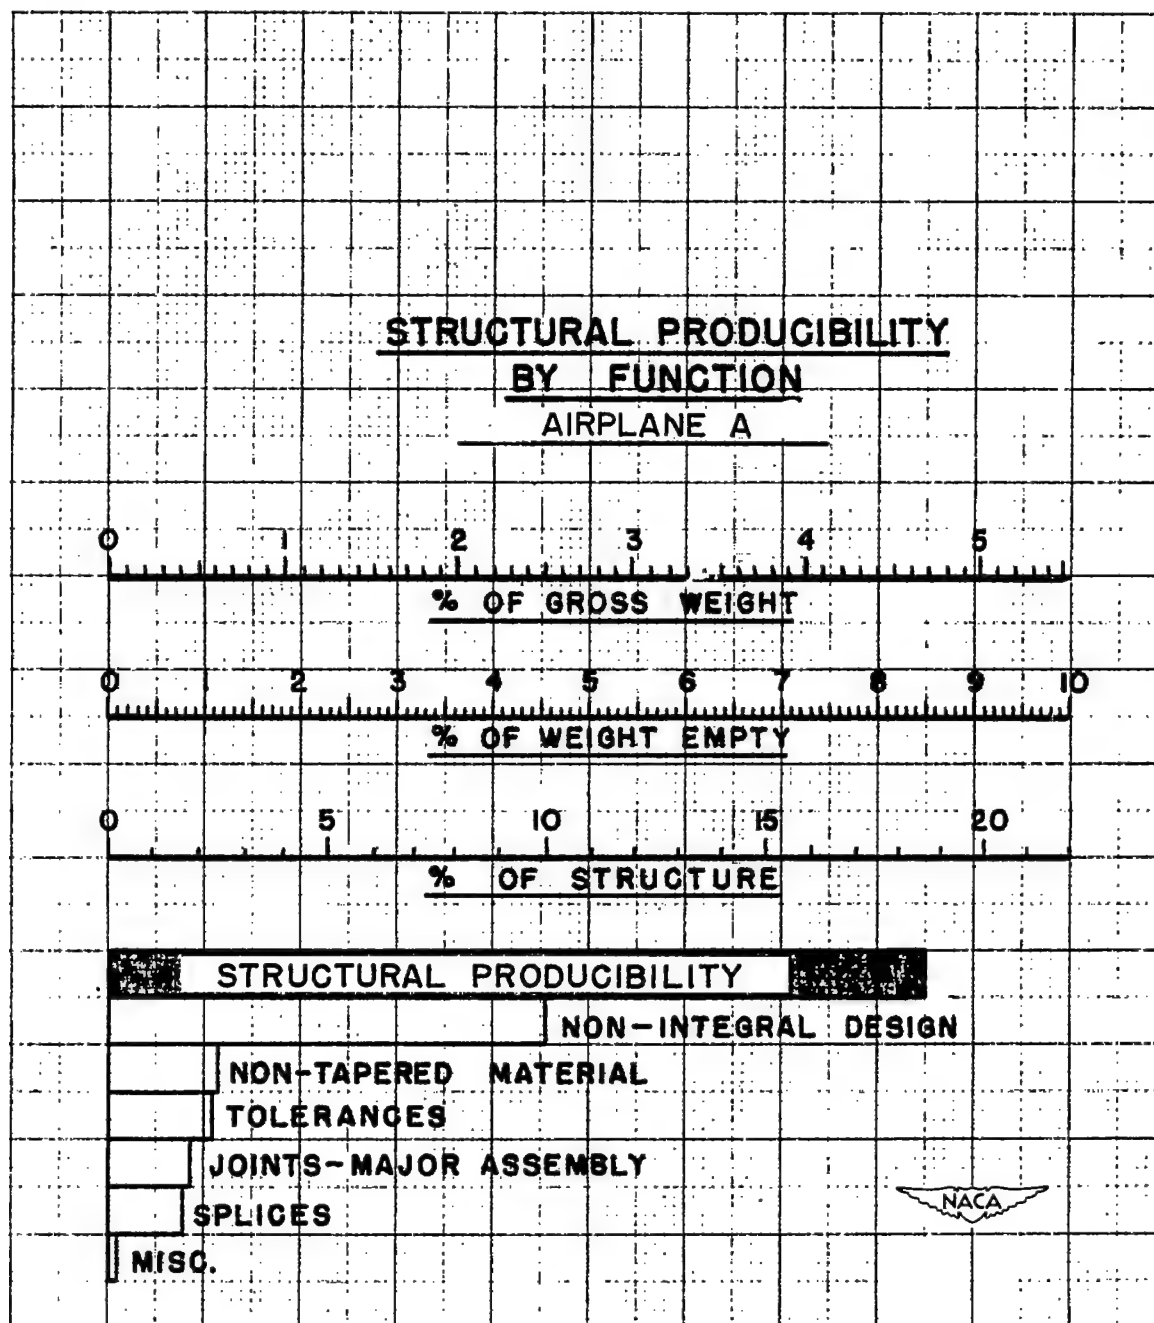 STRUCTURAL PRODUCIBILITY
BY FUNCTION
AIRPLANE A
0 1 2 3 4 5
% OF GROSS WEIGHT
0 2 3 4 5 6 7 8 9 10
% OF WEIGHT EMPTY
0 5 10 15 20
% OF STRUCTURE
STRUCTURAL PRODUCIBILITY
NON-INTEGRAL DESIGN
NON-TAPERED MATERIAL
TOLERANCES
JOINTS-MAJOR ASSEMBLY
SPLICES
NACA
MISC.